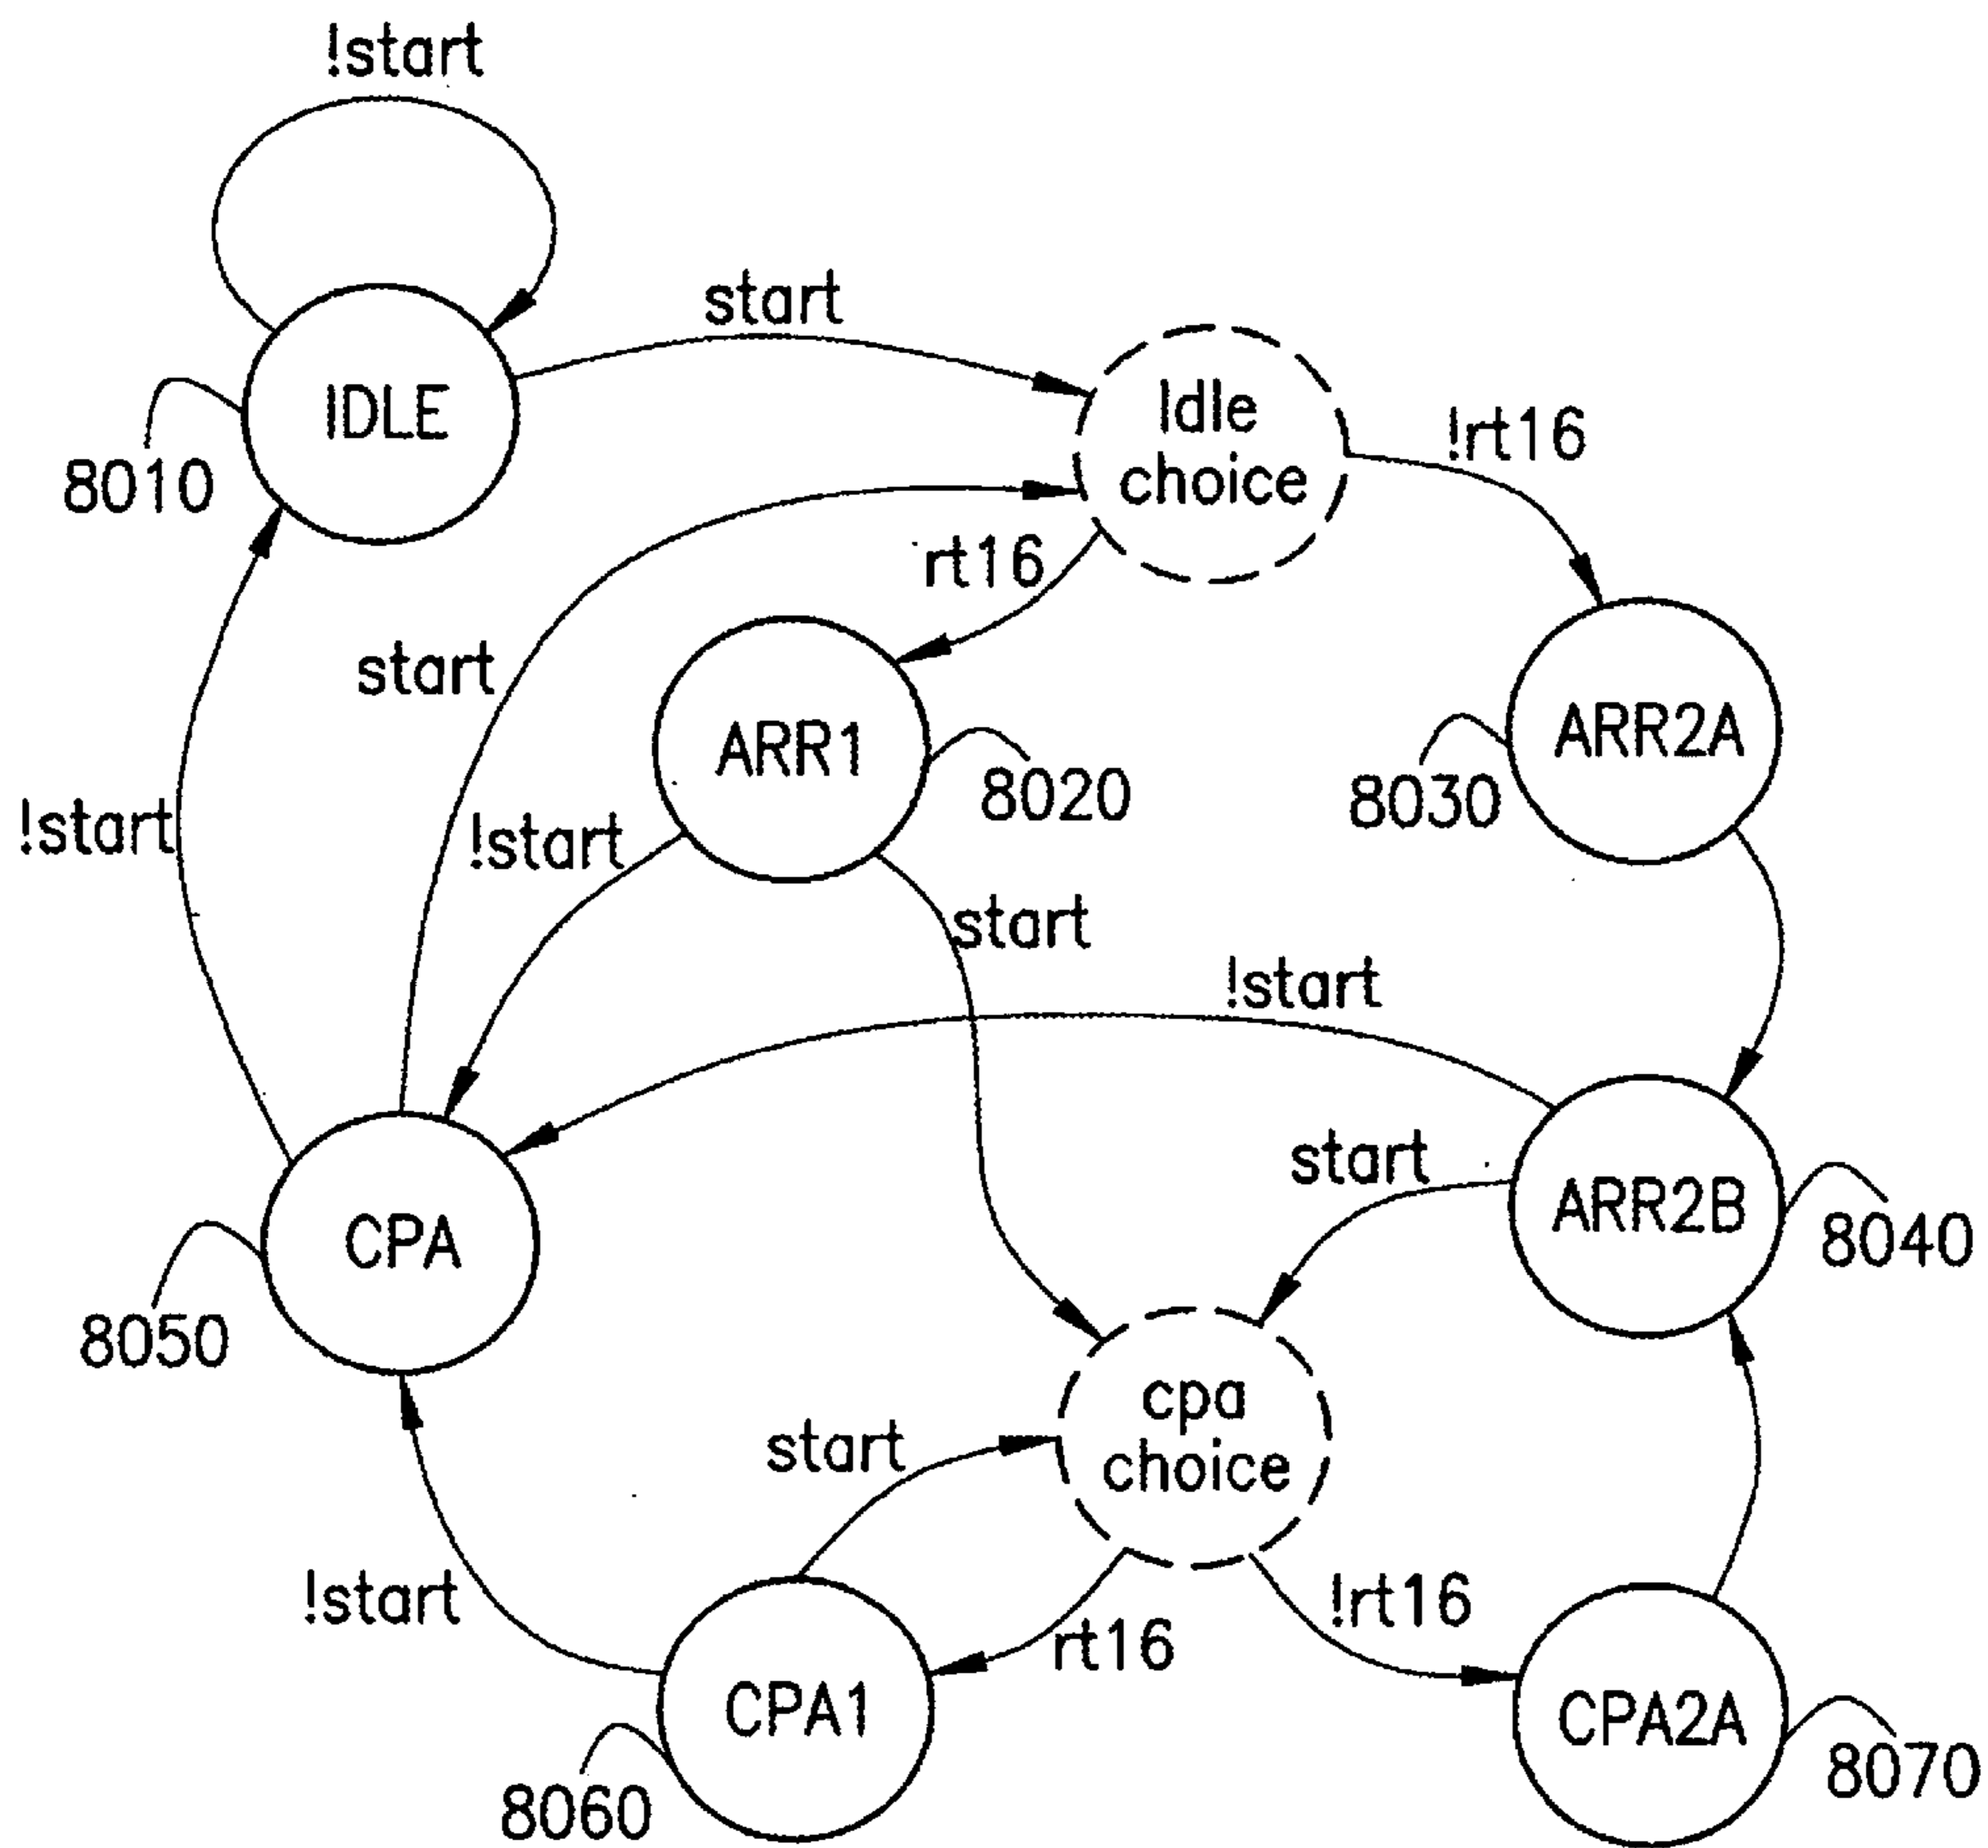 !start
start
IDLE
Idle
choice
!rt16
8010
rt16
start
ARR1
ARR2A
8020
8030
!start
!start
start
!start
start
ARR2B
CPA
8040
8050
cpa
choice
start
!start
!rt16
rt16
CPA1
CPA2A
8070
8060